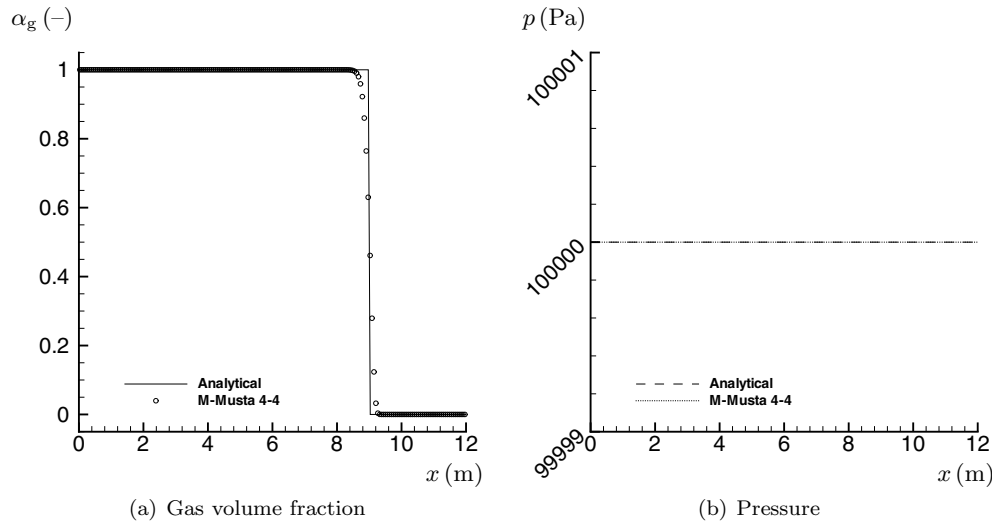 αg (–)
1
0.8
0.6
0.4
0.2
0
0 2 4 6 8 10 12
x (m)
Analytical
M-Musta 4-4
(a) Gas volume fraction
p (Pa)
100001
100000
99999
0 2 4 6 8 10 12
x (m)
Analytical
M-Musta 4-4
(b) Pressure